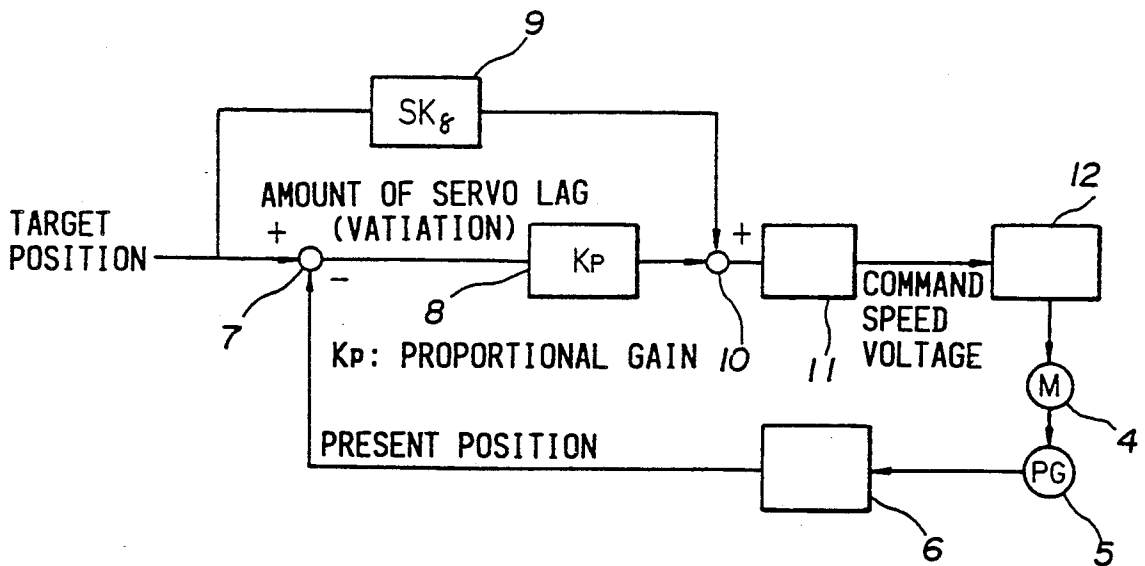 9
SK8
AMOUNT OF SERVO LAG
(VATIATION)
12
TARGET
POSITION
+
-
7
8
KP
+
10
11
COMMAND
SPEED
VOLTAGE
KP: PROPORTIONAL GAIN
M
4
PRESENT POSITION
6
PG
5